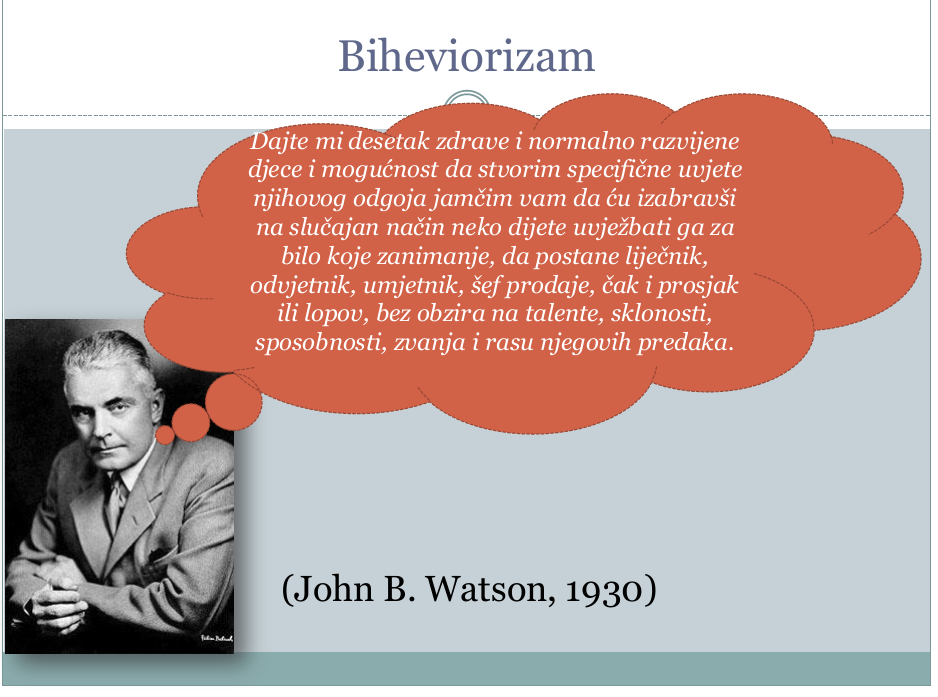 Biheviorizam
Dajte mi desetak zdrave i normalno razvijene
djece i mogućnost da stvorim specifične uvjete
njihovog odgoja jamčim vam da ću izabravši
na slučajan način neko dijete uvježbati ga za
bilo koje zanimanje, da postane liječnik,
odvjetnik, umjetnik, šef prodaje, čak i prosjak
ili lopov, bez obzira na talente, sklonosti,
sposobnosti, zvanja i rasu njegovih predaka.
(John B. Watson, 1930)